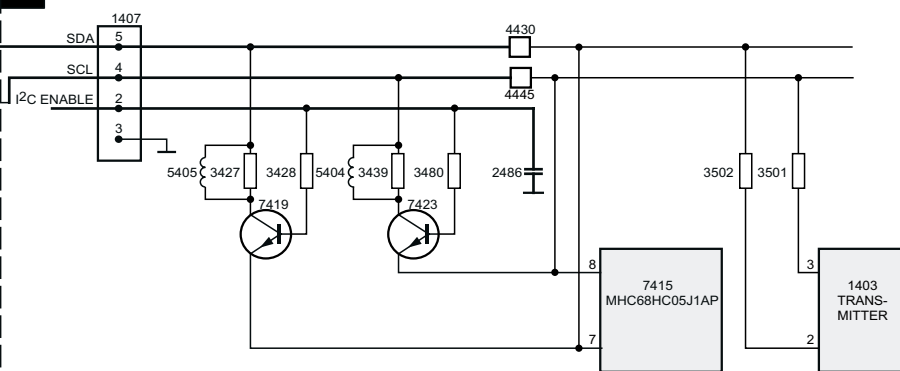 1407
SDA 5 4430
SCL 4
4445
I²C ENABLE 2
3
5405 3427 3428 5404 3439 3480 2486 3502 3501
7419 7423
8 7415 MHC68HC05J1AP
7
3 1403 TRANS-
MITTER
2